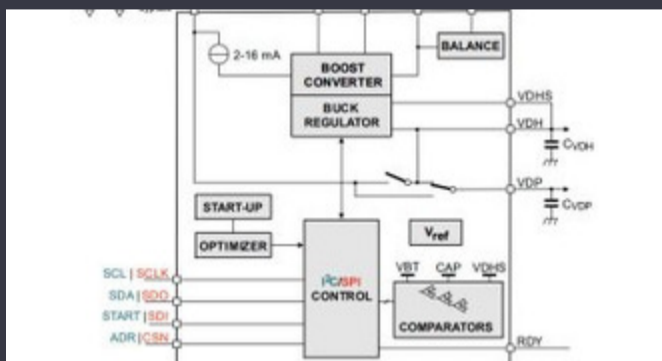 2-16 mA
BALANCE
BOOST
CONVERTER
BUCK
REGULATOR
VDHS
VDH
CVDH
VDP
CVDP
START-UP
OPTIMIZER
Vref
SCL | SCLK
SDA | SDO
START | SDI
ADR | CSN
I²C/SPI
CONTROL
VBT CAP VDHS
COMPARATORS
RDY